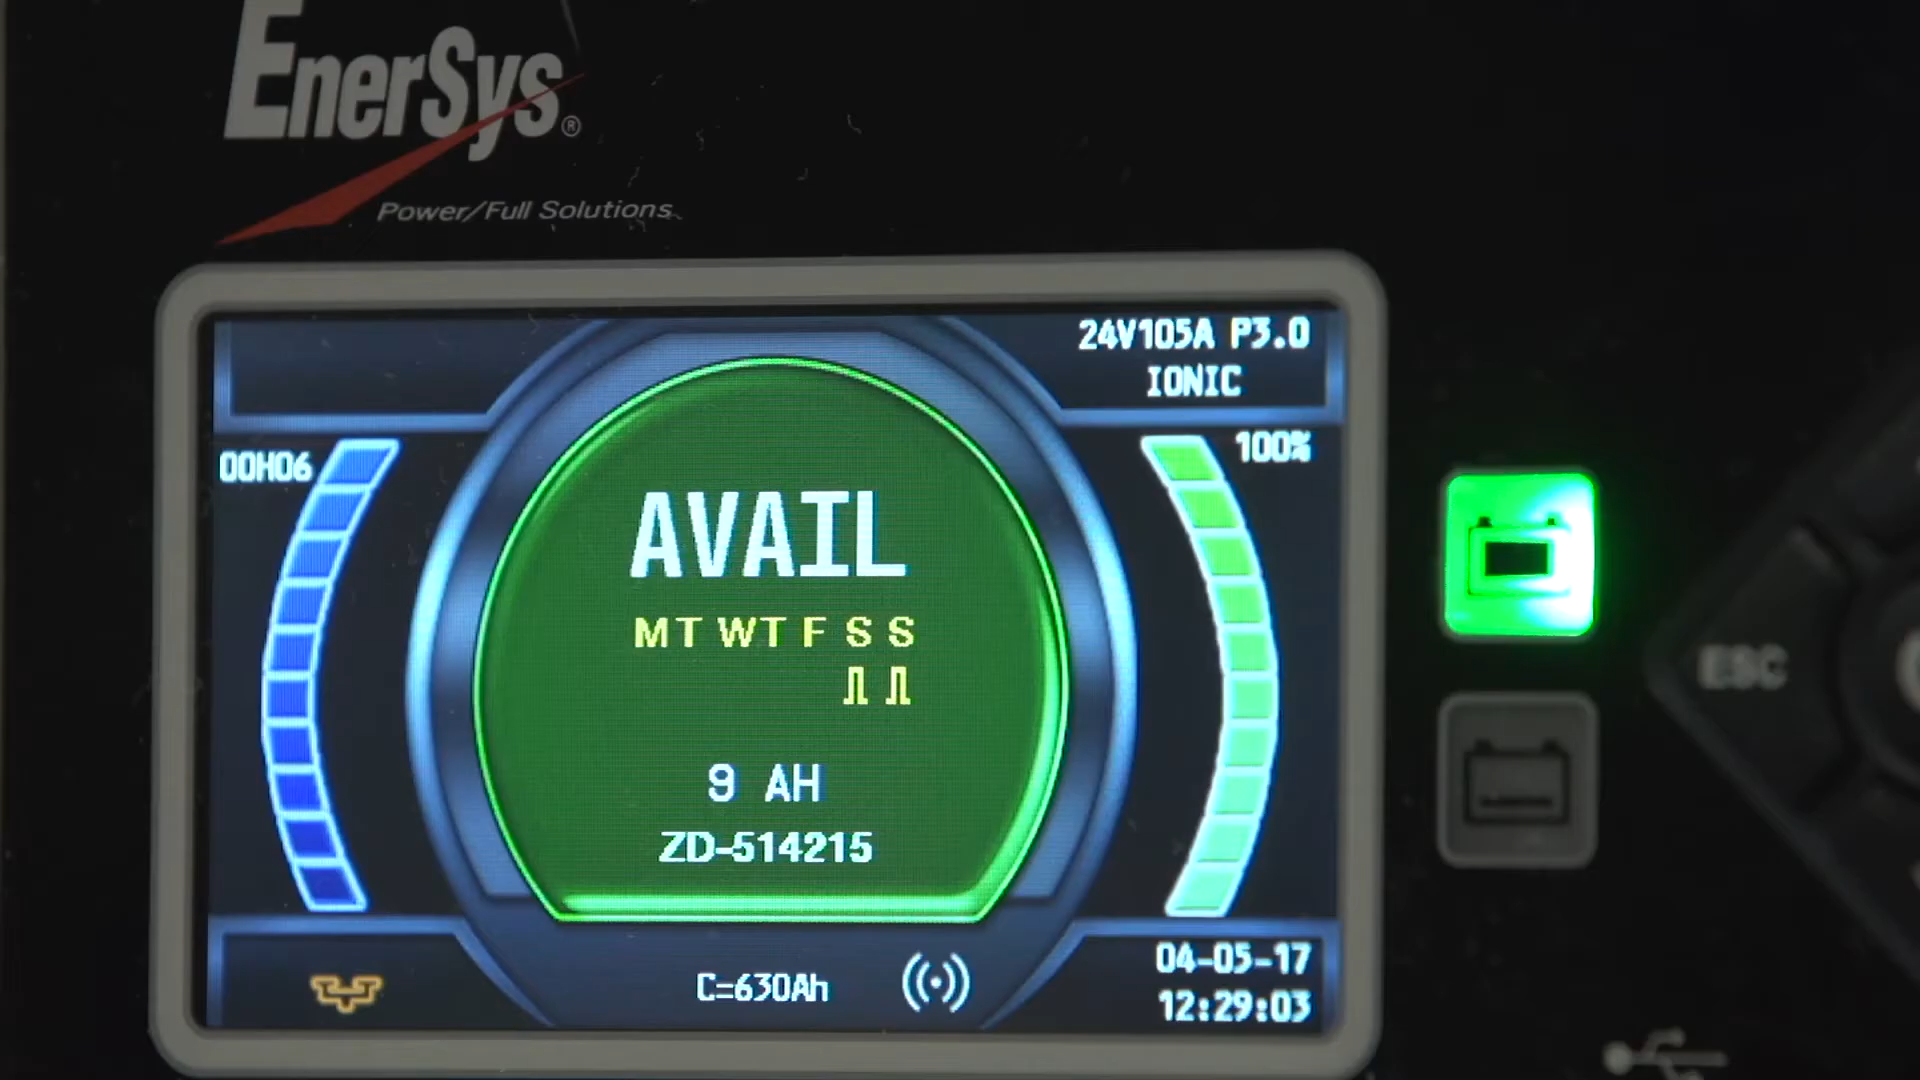 EnerSys®
Power/Full Solutions
24V105A P3.0
IONIC
00H06
100%
AVAIL
M T W T F S S
9 AH
ZD-514215
C=630Ah
04-05-17
12:29:03
ESC